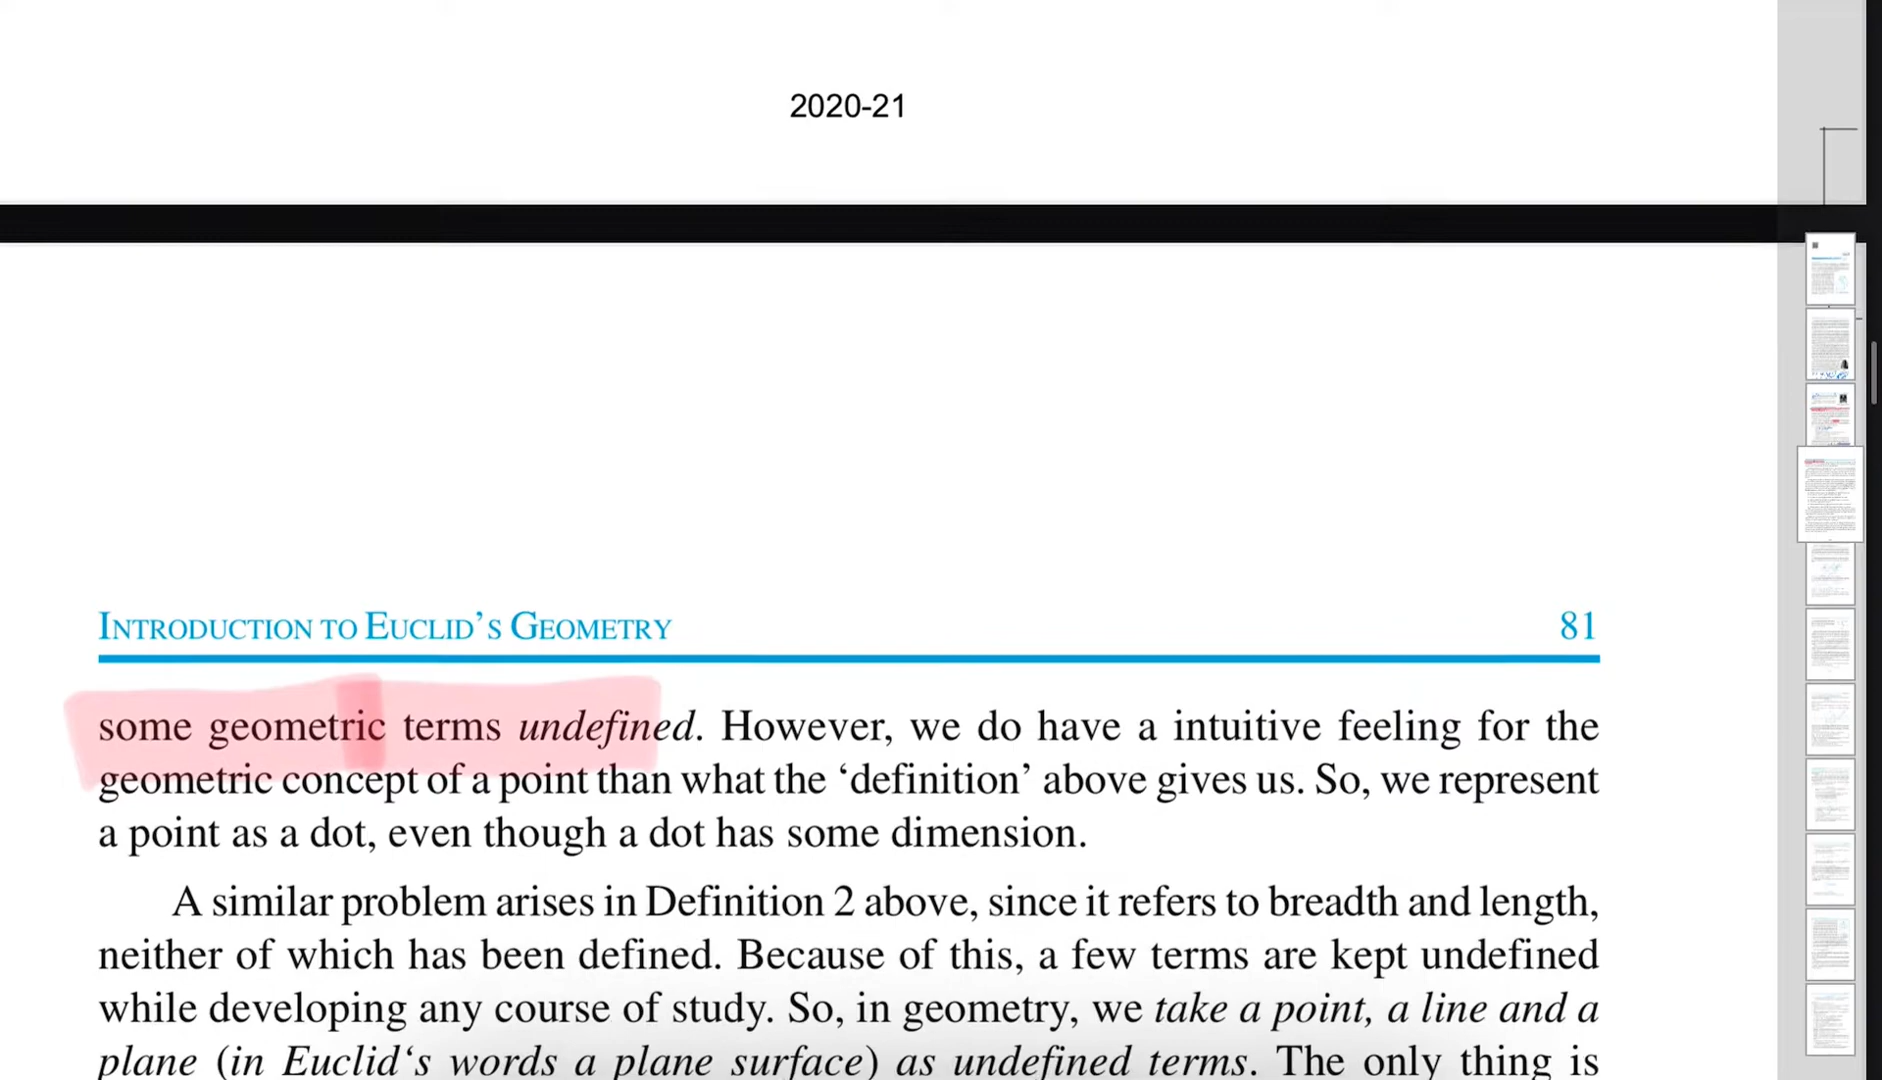 2020-21
INTRODUCTION TO EUCLID'S GEOMETRY 81
some geometric terms undefined. However, we do have a intuitive feeling for the
geometric concept of a point than what the ‘definition’ above gives us. So, we represent
a point as a dot, even though a dot has some dimension.
A similar problem arises in Definition 2 above, since it refers to breadth and length,
neither of which has been defined. Because of this, a few terms are kept undefined
while developing any course of study. So, in geometry, we take a point, a line and a
plane (in Euclid‘s words a plane surface) as undefined terms. The only thing is